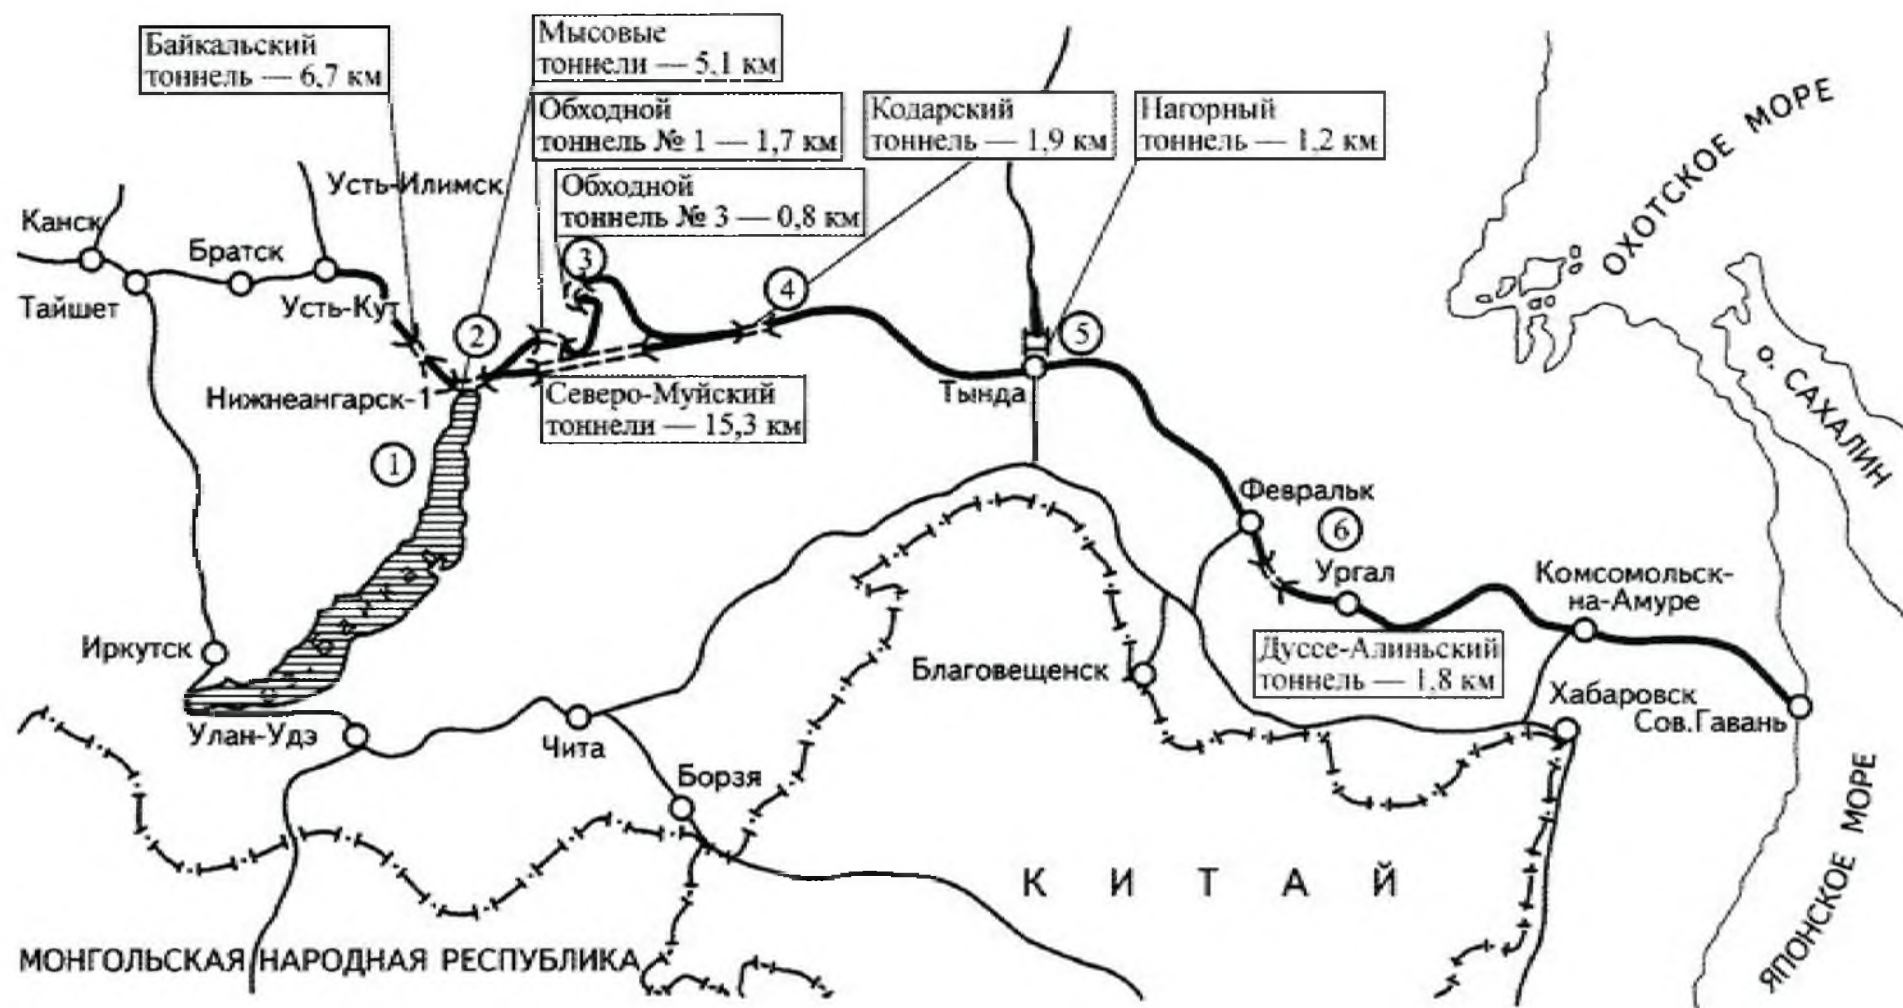 Байкальский
тоннель — 6,7 км
Мысовые
тоннели — 5,1 км
Обходной
тоннель № 1 — 1,7 км
Обходной
тоннель № 3 — 0,8 км
Кодарский
тоннель — 1,9 км
Нагорный
тоннель — 1,2 км
ОХОТСКОЕ МОРЕ
Усть-Илимск
Канск
Братск
Тайшет
Усть-Кут
3
4
2
5
Нижнеангарск-1
Северо-Муйский
тоннели — 15,3 км
Тында
о. САХАЛИН
1
Февральк
6
Ургал
Комсомольск-
на-Амуре
Иркутск
Благовещенск
Дуссе-Алиньский
тоннель — 1,8 км
Хабаровск
Сов.Гавань
Улан-Удэ
Чита
Борзя
КИТАЙ
ЯПОНСКОЕ МОРЕ
МОНГОЛЬСКАЯ НАРОДНАЯ РЕСПУБЛИКА